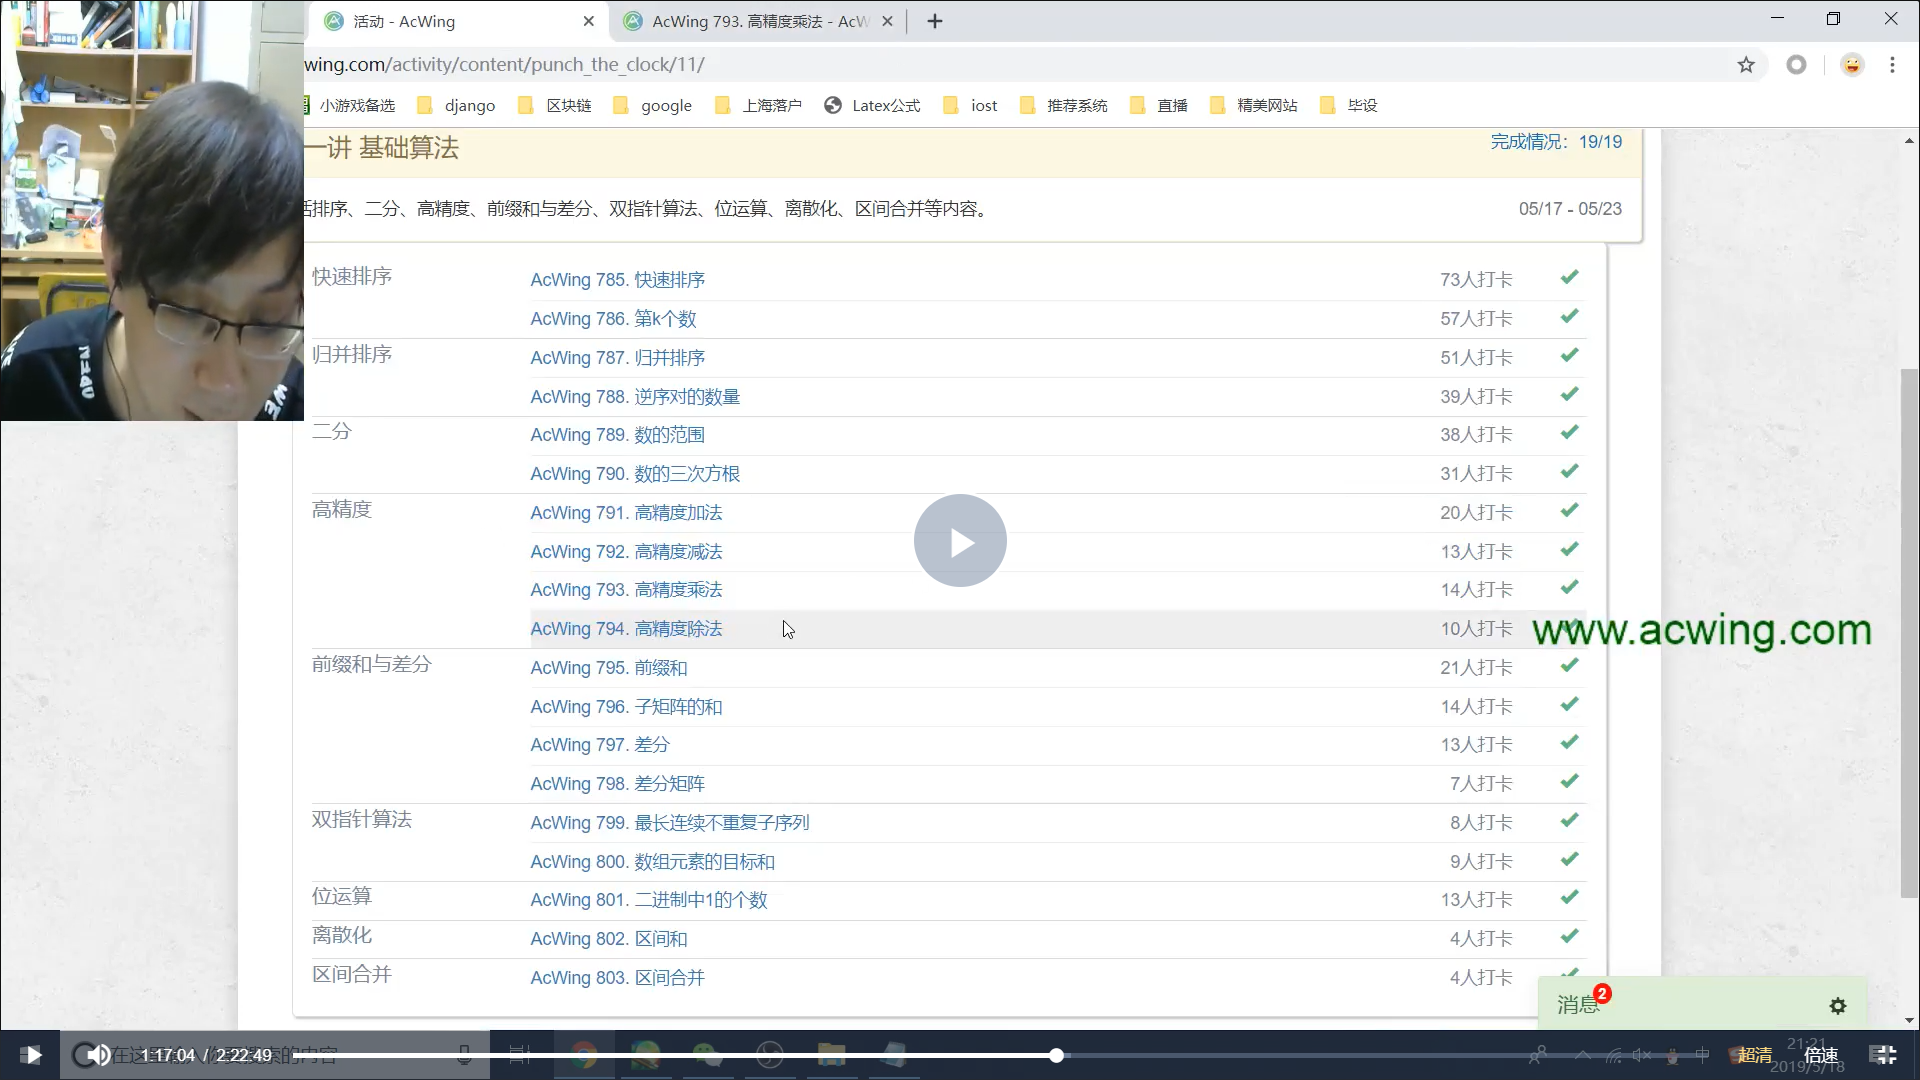 活动 - AcWing
AcWing 793. 高精度乘法 - AcW
wing.com/activity/content/punch_the_clock/11/
小游戏备选 django 区块链 google 上海落户 Latex公式 iost 推荐系统 直播 精美网站 毕设
一讲 基础算法 完成情况：19/19
括排序、二分、高精度、前缀和与差分、双指针算法、位运算、离散化、区间合并等内容。 05/17 - 05/23
快速排序 AcWing 785. 快速排序 73人打卡
AcWing 786. 第k个数 57人打卡
归并排序 AcWing 787. 归并排序 51人打卡
AcWing 788. 逆序对的数量 39人打卡
二分 AcWing 789. 数的范围 38人打卡
AcWing 790. 数的三次方根 31人打卡
高精度 AcWing 791. 高精度加法 20人打卡
AcWing 792. 高精度减法 13人打卡
AcWing 793. 高精度乘法 14人打卡
AcWing 794. 高精度除法 10人打卡
www.acwing.com
前缀和与差分 AcWing 795. 前缀和 21人打卡
AcWing 796. 子矩阵的和 14人打卡
AcWing 797. 差分 13人打卡
AcWing 798. 差分矩阵 7人打卡
双指针算法 AcWing 799. 最长连续不重复子序列 8人打卡
AcWing 800. 数组元素的目标和 9人打卡
位运算 AcWing 801. 二进制中1的个数 13人打卡
离散化 AcWing 802. 区间和 4人打卡
区间合并 AcWing 803. 区间合并 4人打卡
消息 2
1:17:04 / 2:22:49
在这里输入你要搜索的内容
中
超清 倍速
21:21
2019/5/18